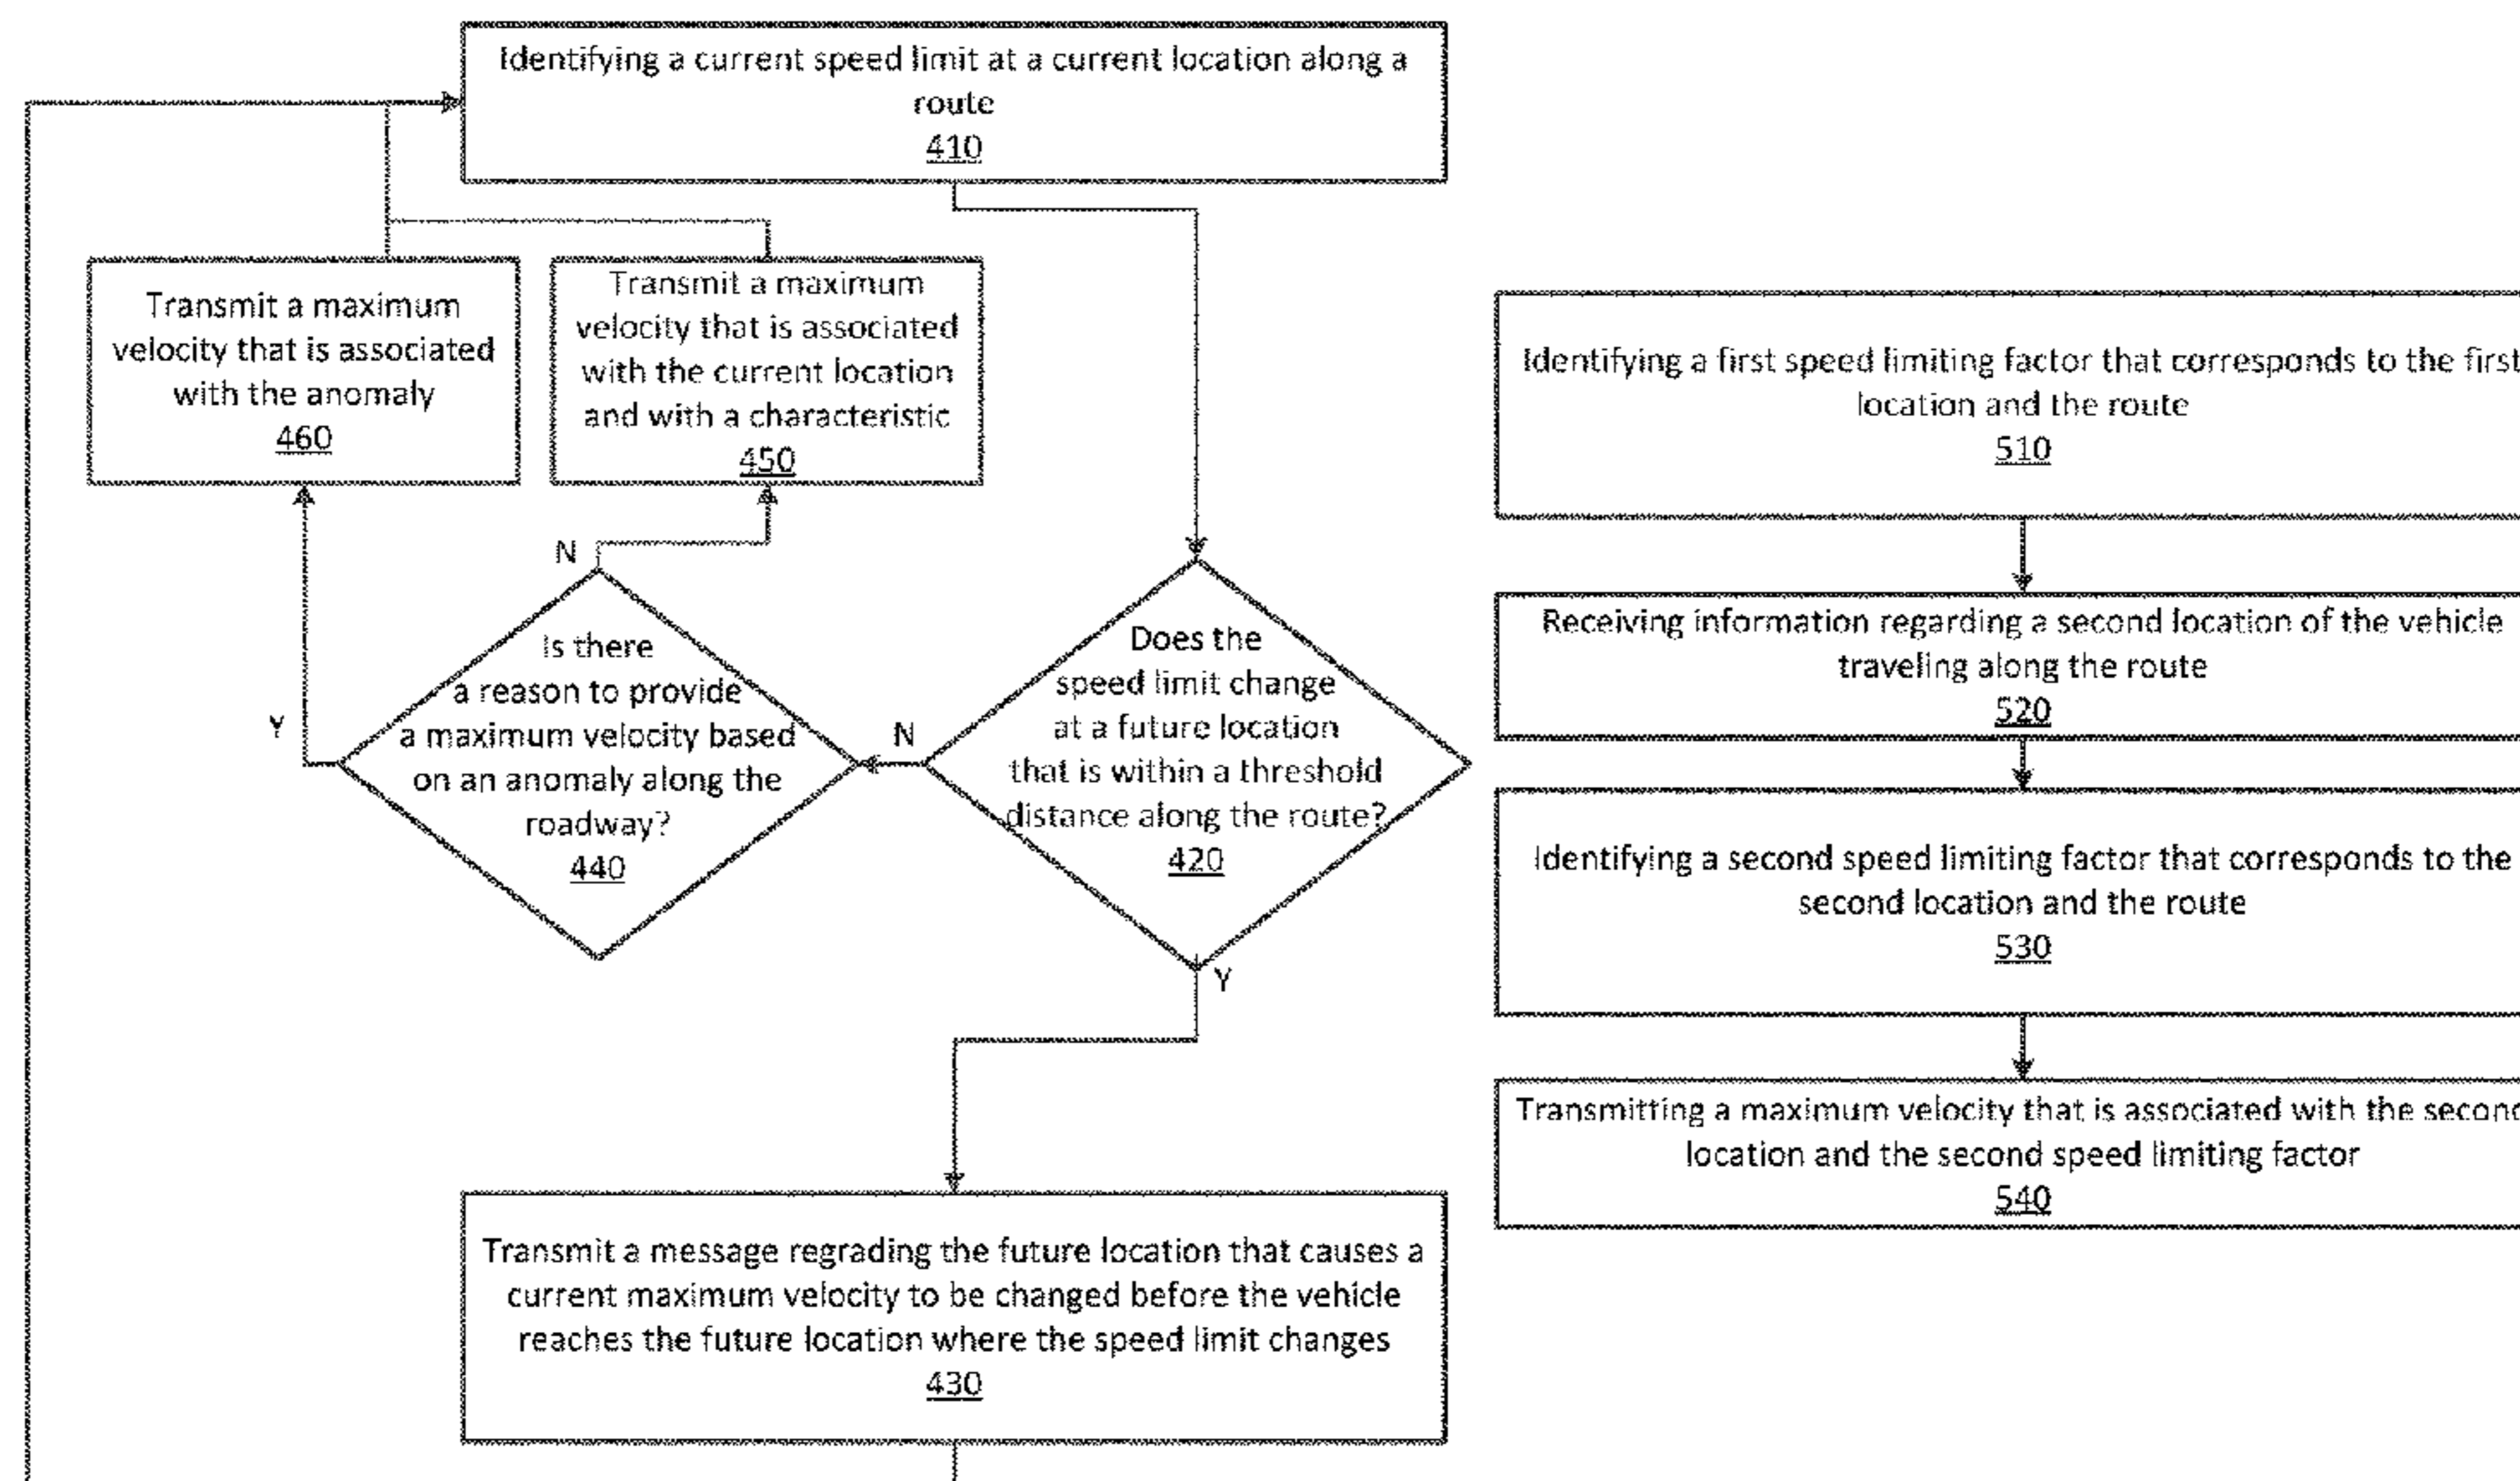 Identifying a current speed limit at a current location along a
route
410
Transmit a maximum
velocity that is associated
with the anomaly
460
Transmit a maximum
velocity that is associated
with the current location
and with a characteristic
450
N
Y
Is there
a reason to provide
a maximum velocity based
on an anomaly along the
roadway?
440
N
Does the
speed limit change
at a future location
that is within a threshold
distance along the route?
420
Y
Transmit a message regrading the future location that causes a
current maximum velocity to be changed before the vehicle
reaches the future location where the speed limit changes
430
Identifying a first speed limiting factor that corresponds to the first
location and the route
510
Receiving information regarding a second location of the vehicle
traveling along the route
520
Identifying a second speed limiting factor that corresponds to the
second location and the route
530
Transmitting a maximum velocity that is associated with the second
location and the second speed limiting factor
540